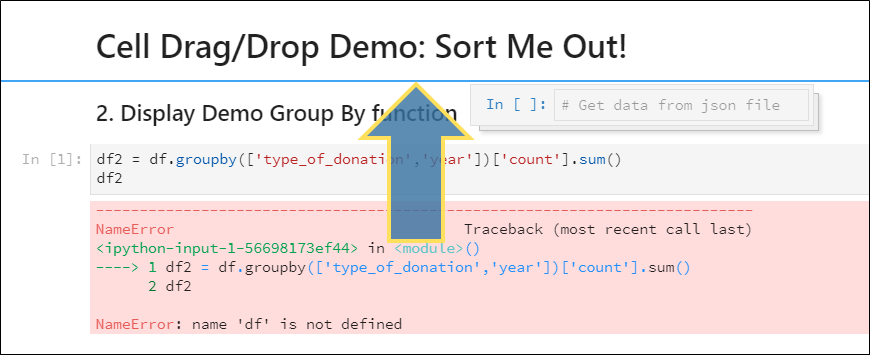 Cell Drag/Drop Demo: Sort Me Out!
2. Display Demo Group By function
In [ ]: # Get data from json file
In [1]: df2 = df.groupby(['type_of_donation','year'])['count'].sum()
df2
---------------------------------------------------------------------------
NameError                                 Traceback (most recent call last)
<ipython-input-1-56698173ef44> in <module>()
----> 1 df2 = df.groupby(['type_of_donation','year'])['count'].sum()
      2 df2
NameError: name 'df' is not defined